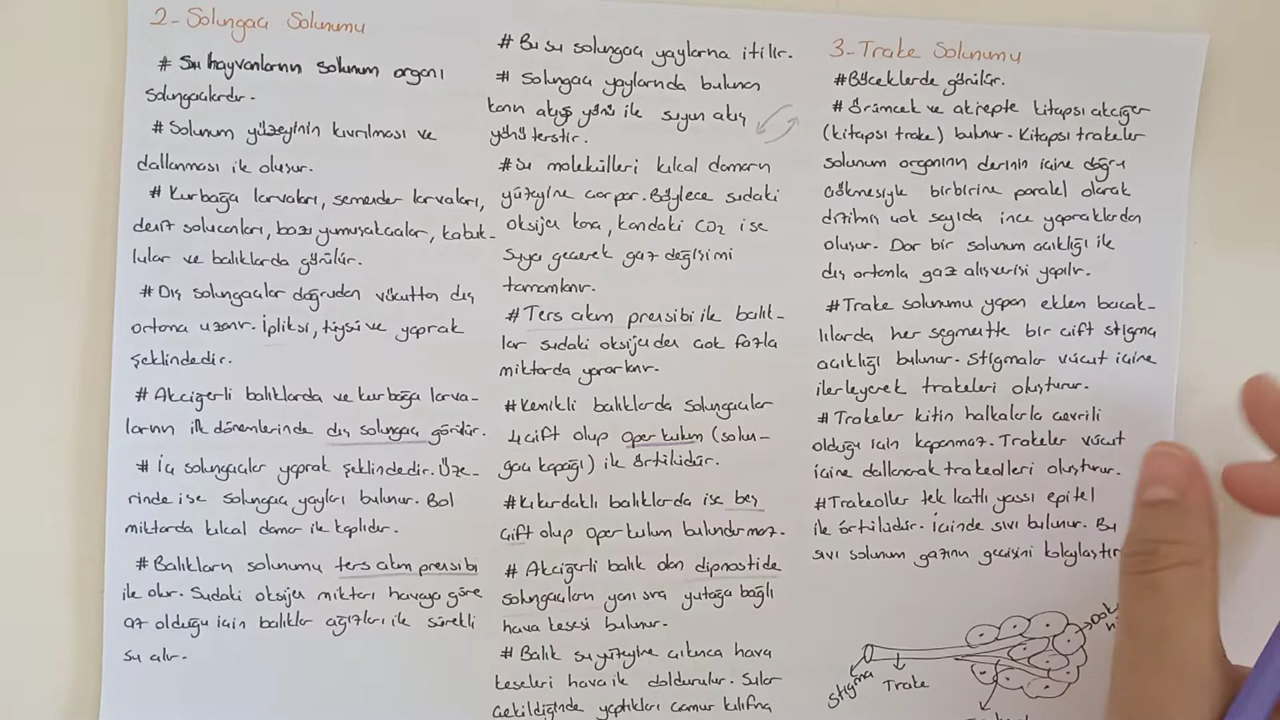 2- Solungaç Solunumu
# Su hayvanlarının solunum organı
solungaçlardır.
# Solunum yüzeyinin kıvrılması ve
dallanması ile oluşur.
# Kurbağa larvaları, semender larvaları,
deniz solucanları, bazı yumuşakçalar, kabuk-
lular ve balıklarda görülür.
# Dış solungaçlar doğrudan vücuttan dış
ortama uzanır. İpliksi, tüysü ve yaprak
şeklindedir.
# Akciğerli balıklarda ve kurbağa larva-
larının ilk dönemlerinde dış solungaç görülür.
# İç solungaçlar yaprak şeklindedir. Üze-
rinde ise solungaç yayları bulunur. Bol
miktarda kılcal damar ile kaplıdır.
# Balıkların solunumu ters akım prensibi
ile olur. Sudaki oksijen miktarı havaya göre
az olduğu için balıklar ağızları ile sürekli
su alır.
# Bu su solungaç yaylarına itilir.
# Solungaç yaylarında bulunan
kanın akış yönü ile suyun akış
yönü terstir.
# Su molekülleri kılcal damarın
yüzeyine çarpar. Böylece sudaki
oksijen kana, kandaki CO2 ise
suya geçerek gaz değişimi
tamamlanır.
# Ters akım prensibi ile balık-
lar sudaki oksijenden çok fazla
miktarda yararlanır.
# Kemikli balıklarda solungaçlar
4 çift olup operkulum (solun-
gaç kapağı) ile örtülüdür.
# Kıkırdaklı balıklarda ise beş
çift olup operkulum bulundurmaz.
# Akciğerli balık olan dipnostide
solungaçların yanı sıra yutağa bağlı
hava kesesi bulunur.
# Balık su yüzeyine çıkınca hava
keseleri hava ile doldurulur. Sular
çekildiğinde yaptıkları çamur kılıfına
3- Trake Solunumu
# Böceklerde görülür.
# Örümcek ve akrepte kitapsı akciğer
(kitapsı trake) bulunur. Kitapsı trakeler
solunum organının derinin içine doğru
çökmesiyle birbirine paralel olarak
dizilmiş çok sayıda ince yapraklardan
oluşur. Dar bir solunum açıklığı ile
dış ortamla gaz alışverişi yapılır.
# Trake solunumu yapan eklem bacak-
lılarda her segmentte bir çift stigma
açıklığı bulunur. Stigmalar vücut içine
ilerleyerek trakeleri oluşturur.
# Trakeler kitin halkalarla çevrili
olduğu için kapanmaz. Trakeler vücut
içine dallanarak trakeolleri oluşturur.
# Trakeoller tek katlı yassı epitel
ile örtülüdür. İçinde sıvı bulunur. Bu
sıvı solunum gazının geçişini kolaylaştır
Stigma
Trake